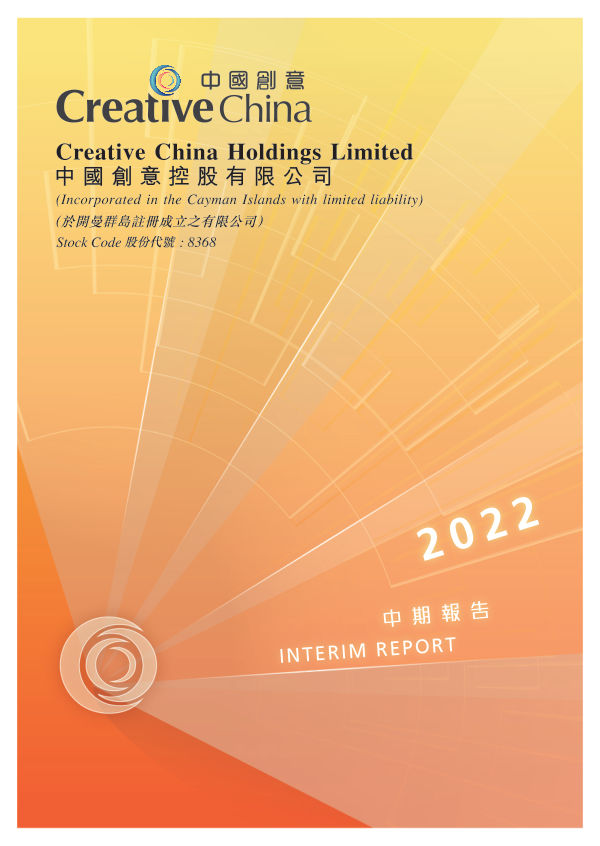 中國創意
Creative China
Creative China Holdings Limited
中國創意控股有限公司
(Incorporated in the Cayman Islands with limited liability)
(於開曼群島註冊成立之有限公司)
Stock Code 股份代號：8368
2022
中期報告
INTERIM REPORT